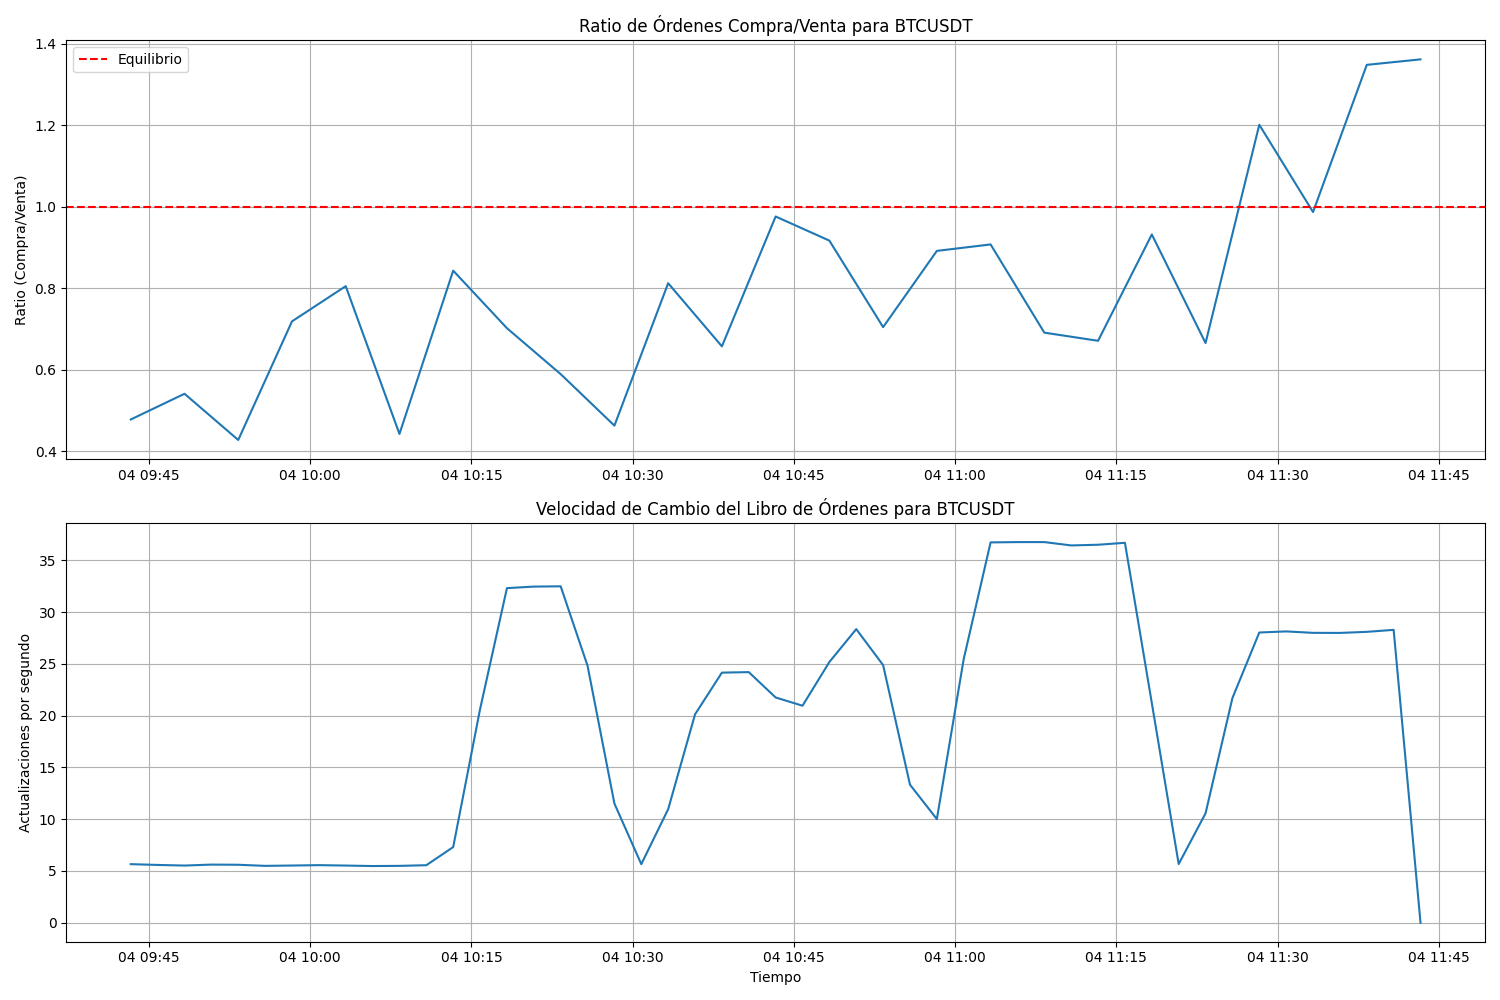 Ratio de Órdenes Compra/Venta para BTCUSDT
Equilibrio
Ratio (Compra/Venta)
1.4
1.2
1.0
0.8
0.6
0.4
04 09:45 04 10:00 04 10:15 04 10:30 04 10:45 04 11:00 04 11:15 04 11:30 04 11:45
Velocidad de Cambio del Libro de Órdenes para BTCUSDT
Actualizaciones por segundo
35
30
25
20
15
10
5
0
04 09:45 04 10:00 04 10:15 04 10:30 04 10:45 04 11:00 04 11:15 04 11:30 04 11:45
Tiempo